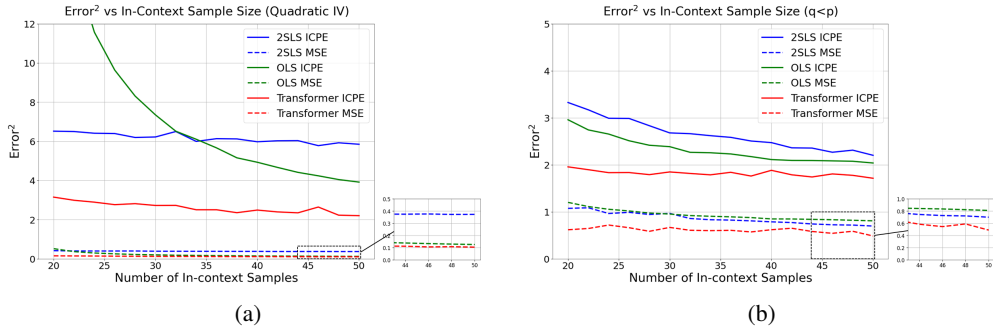 Error² vs In-Context Sample Size (Quadratic IV)
12
10
8
6
4
2
0
Error²
2SLS ICPE
2SLS MSE
OLS ICPE
OLS MSE
Transformer ICPE
Transformer MSE
20 25 30 35 40 45 50
Number of In-context Samples
0.5
0.4
0.3
0.2
0.1
0.0
44 46 48 50
(a)
Error² vs In-Context Sample Size (q<p)
5
4
3
2
1
0
Error²
2SLS ICPE
2SLS MSE
OLS ICPE
OLS MSE
Transformer ICPE
Transformer MSE
20 25 30 35 40 45 50
Number of In-context Samples
1.0
0.8
0.6
0.4
0.2
0.0
44 46 48 50
(b)